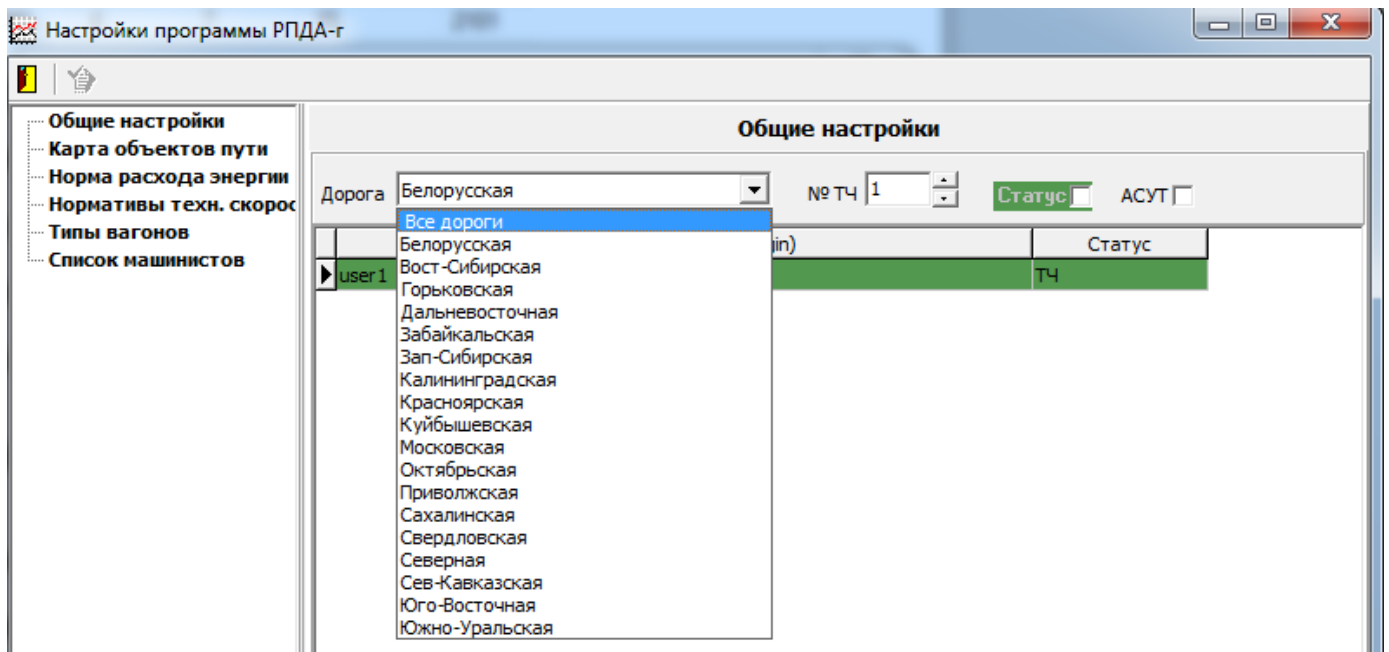 Настройки программы РПДА-г
Общие настройки
Карта объектов пути
Норма расхода энергии
Нормативы техн. скорос
Типы вагонов
Список машинистов
Общие настройки
Дорога Белорусская № ТЧ 1 Статус АСУТ
Все дороги
Белорусская
Вост-Сибирская
Горьковская
Дальневосточная
Забайкальская
Зап-Сибирская
Калининградская
Красноярская
Куйбышевская
Московская
Октябрьская
Приволжская
Сахалинская
Свердловская
Северная
Сев-Кавказская
Юго-Восточная
Южно-Уральская
gin) Статус
user1 ТЧ